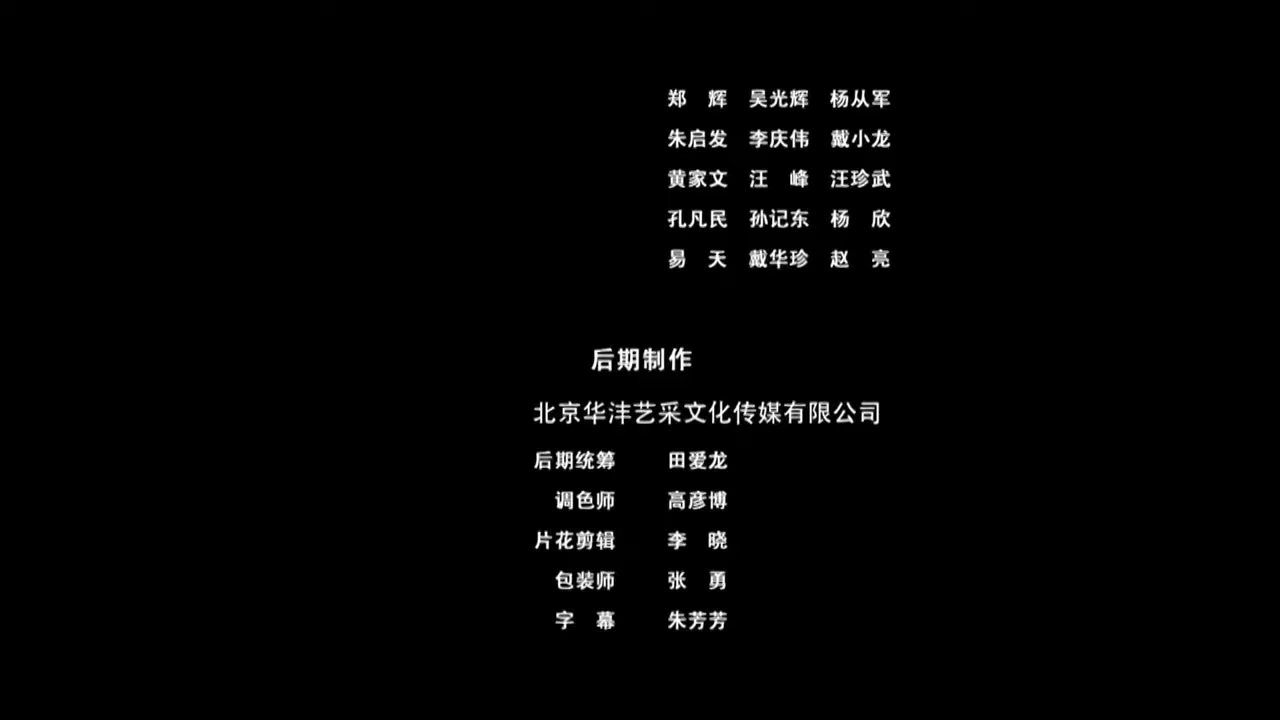 郑　辉　吴光辉　杨从军
朱启发　李庆伟　戴小龙
黄家文　汪　峰　汪珍武
孔凡民　孙记东　杨　欣
易　天　戴华珍　赵　亮
后期制作
北京华沣艺采文化传媒有限公司
后期统筹　田爱龙
调色师　高彦博
片花剪辑　李　晓
包装师　张　勇
字　幕　朱芳芳